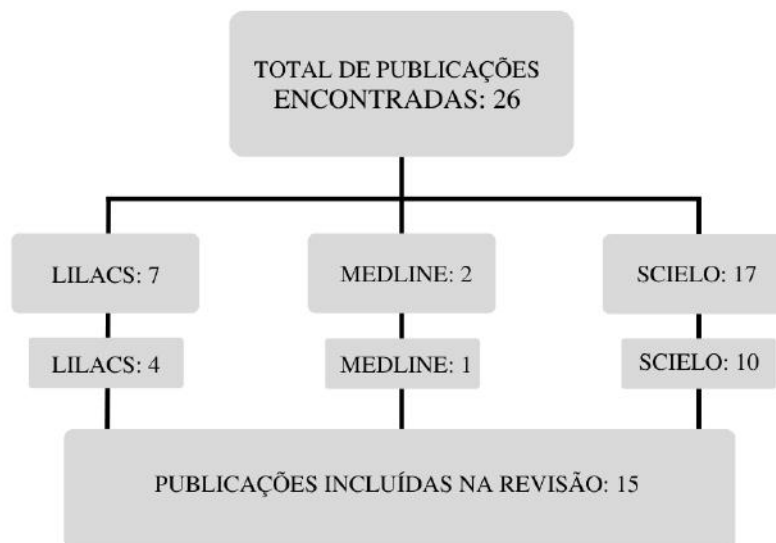 TOTAL DE PUBLICAÇÕES
ENCONTRADAS: 26
LILACS: 7
MEDLINE: 2
SCIELO: 17
LILACS: 4
MEDLINE: 1
SCIELO: 10
PUBLICAÇÕES INCLUÍDAS NA REVISÃO: 15